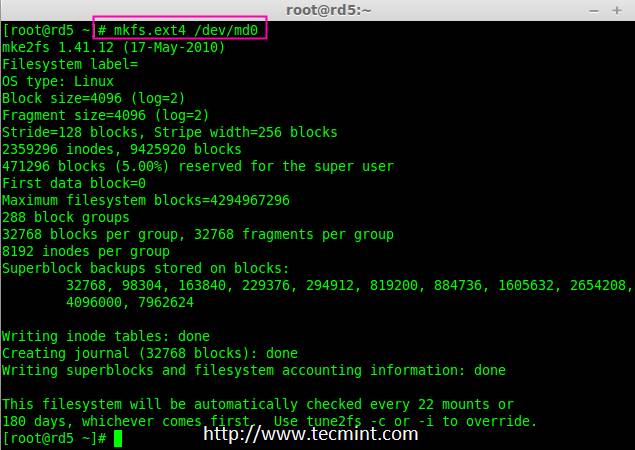 root@rd5:~
[root@rd5 ~]# mkfs.ext4 /dev/md0
mke2fs 1.41.12 (17-May-2010)
Filesystem label=
OS type: Linux
Block size=4096 (log=2)
Fragment size=4096 (log=2)
Stride=128 blocks, Stripe width=256 blocks
2359296 inodes, 9425920 blocks
471296 blocks (5.00%) reserved for the super user
First data block=0
Maximum filesystem blocks=4294967296
288 block groups
32768 blocks per group, 32768 fragments per group
8192 inodes per group
Superblock backups stored on blocks:
32768, 98304, 163840, 229376, 294912, 819200, 884736, 1605632, 2654208,
4096000, 7962624
Writing inode tables: done
Creating journal (32768 blocks): done
Writing superblocks and filesystem accounting information: done
This filesystem will be automatically checked every 22 mounts or
180 days, whichever comes first.  Use tune2fs -c or -i to override.
[root@rd5 ~]#
http://www.tecmint.com